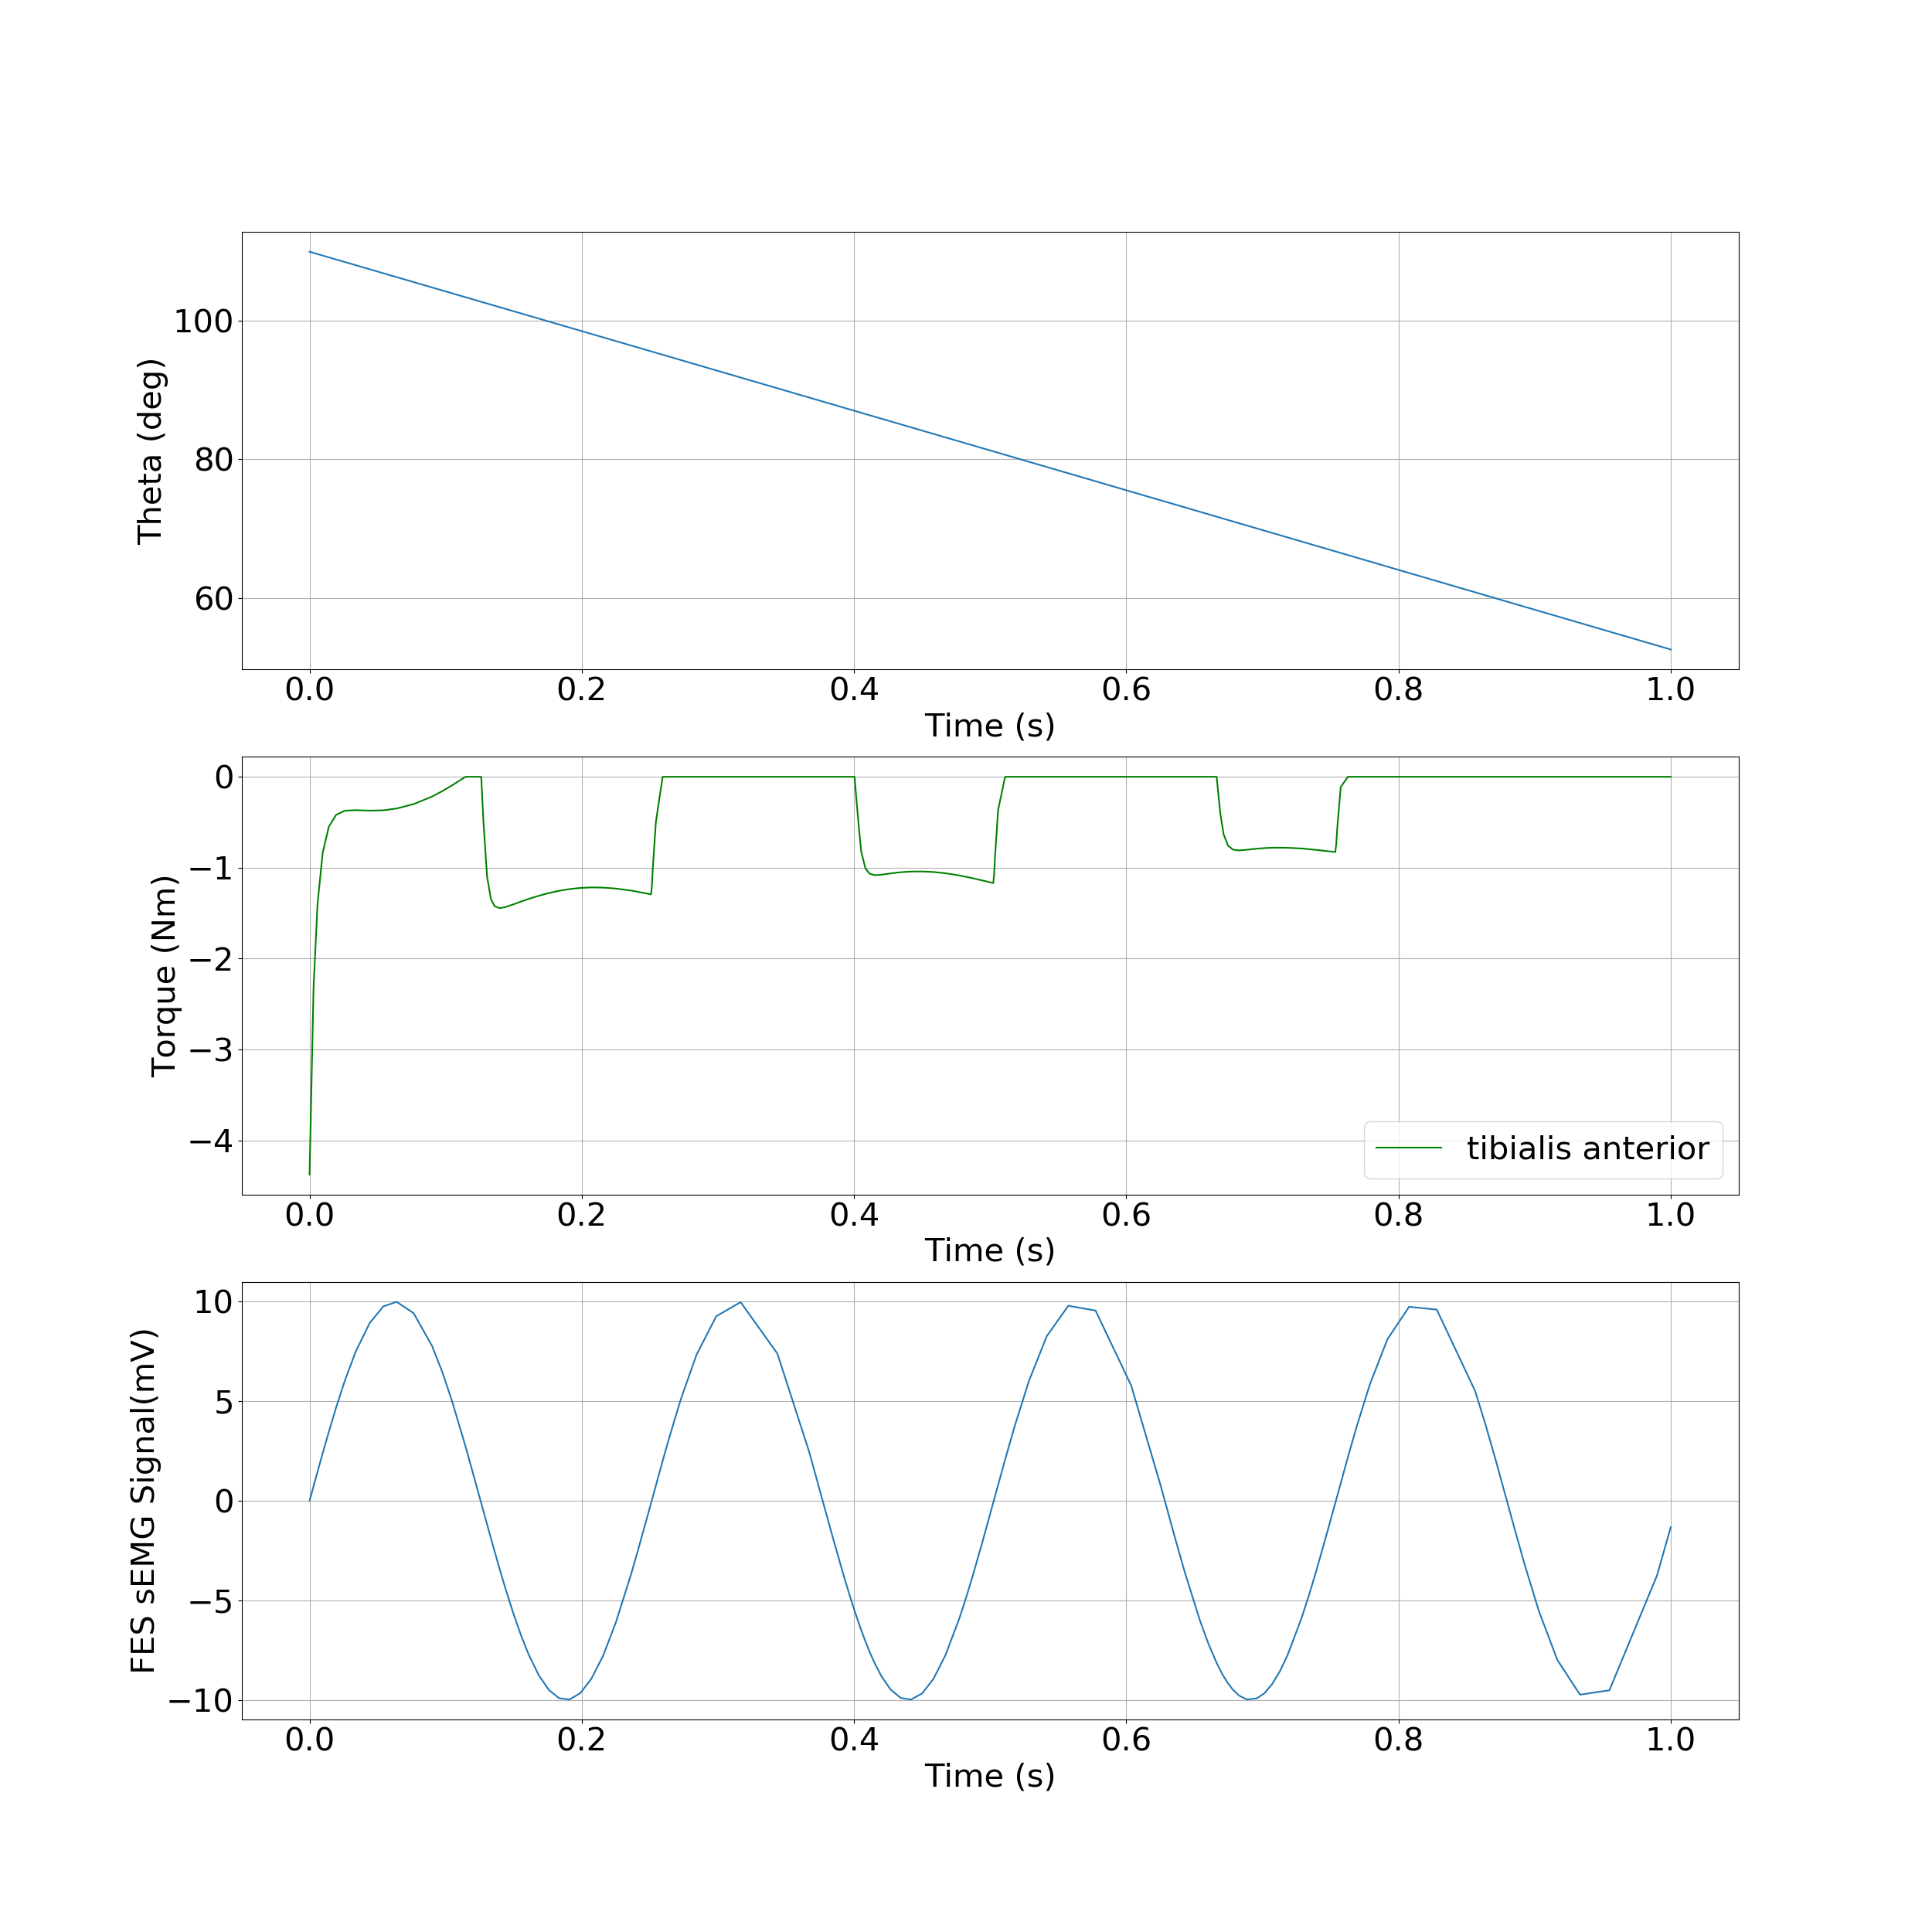 100
80
60
Theta (deg)
0.0 0.2 0.4 0.6 0.8 1.0
Time (s)
0
−1
−2
−3
−4
Torque (Nm)
tibialis anterior
0.0 0.2 0.4 0.6 0.8 1.0
Time (s)
10
5
0
−5
−10
FES sEMG Signal(mV)
0.0 0.2 0.4 0.6 0.8 1.0
Time (s)